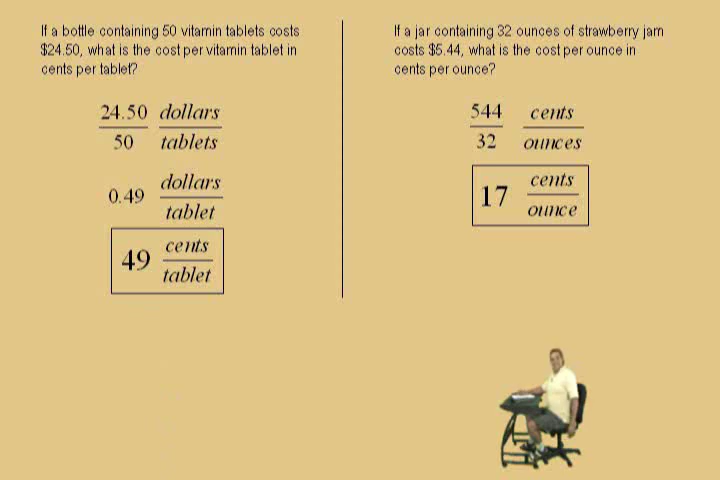 If a bottle containing 50 vitamin tablets costs
$24.50, what is the cost per vitamin tablet in
cents per tablet?
24.50 dollars
50 tablets
0.49 dollars
tablet
49 cents
tablet
If a jar containing 32 ounces of strawberry jam
costs $5.44, what is the cost per ounce in
cents per ounce?
544 cents
32 ounces
17 cents
ounce